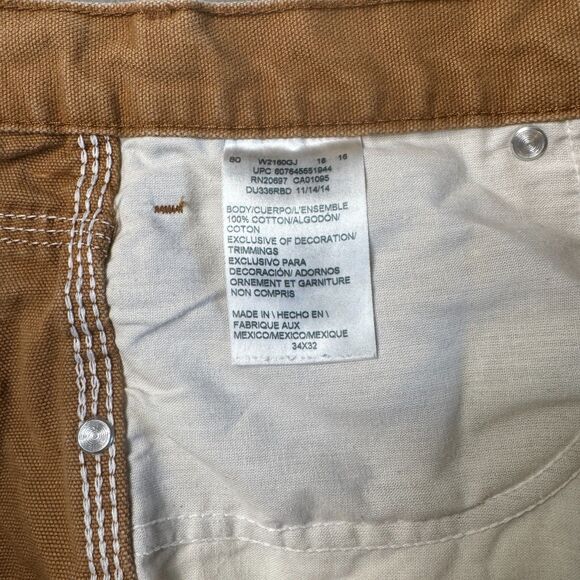 80 W2160GJ 16 16
UPC 607645651944
RN20697 CA01095
DU336RBD 11/14/14
BODY/CUERPO/L'ENSEMBLE
100% COTTON/ALGODÓN/
COTON
EXCLUSIVE OF DECORATION/
TRIMMINGS
EXCLUSIVO PARA
DECORACIÓN/ ADORNOS
ORNEMENT ET GARNITURE
NON COMPRIS
MADE IN \ HECHO EN \
FABRIQUE AUX
MEXICO/MEXICO/MEXIQUE
34X32